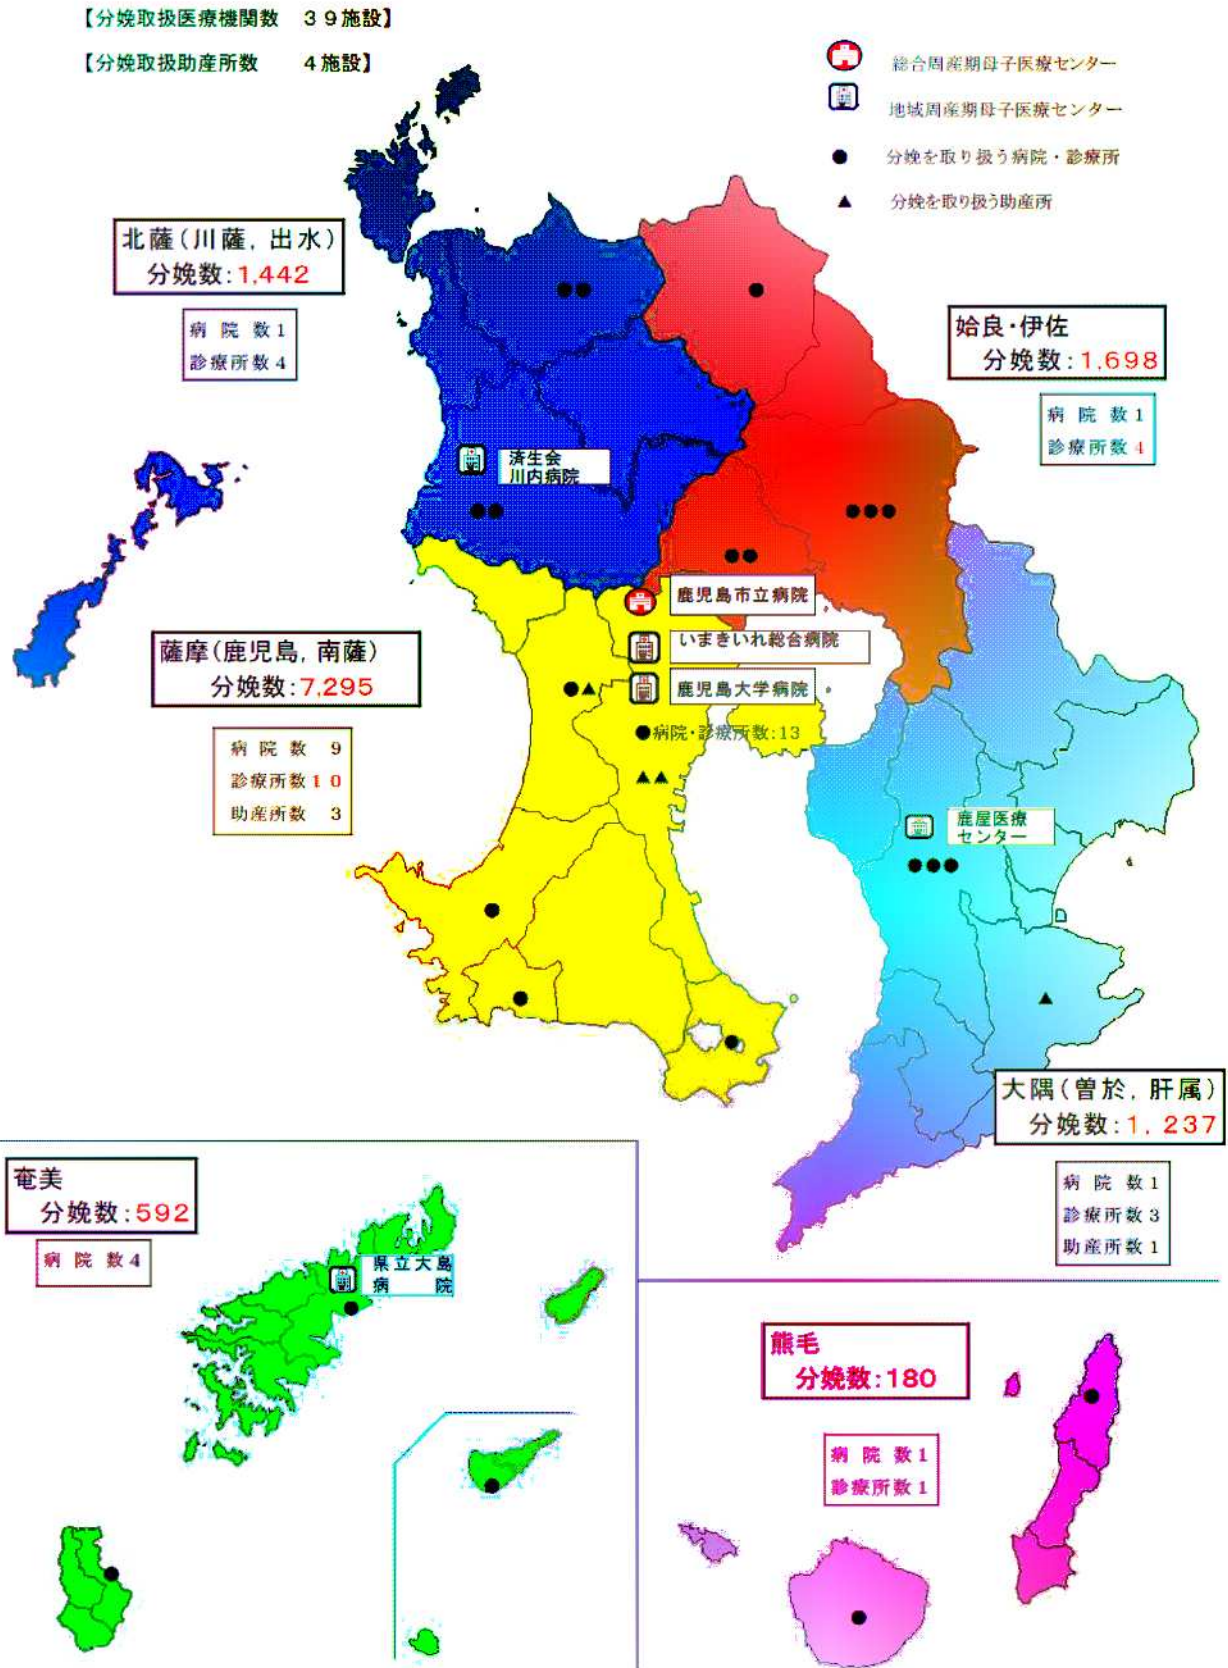 【分娩取扱医療機関数　３９施設】
【分娩取扱助産所数　４施設】
総合周産期母子医療センター
地域周産期母子医療センター
● 分娩を取り扱う病院・診療所
▲ 分娩を取り扱う助産所
北薩（川薩，出水）
分娩数：1,442
病院数１
診療所数４
姶良・伊佐
分娩数：1,698
病院数１
診療所数４
済生会
川内病院
鹿児島市立病院
いまきいれ総合病院
鹿児島大学病院
●病院・診療所数：13
薩摩（鹿児島，南薩）
分娩数：7,295
病院数　９
診療所数１０
助産所数　３
鹿屋医療
センター
大隅（曽於，肝属）
分娩数：1，237
病院数１
診療所数３
助産所数１
奄美
分娩数：592
病院数４
県立大島
病院
熊毛
分娩数：180
病院数１
診療所数１